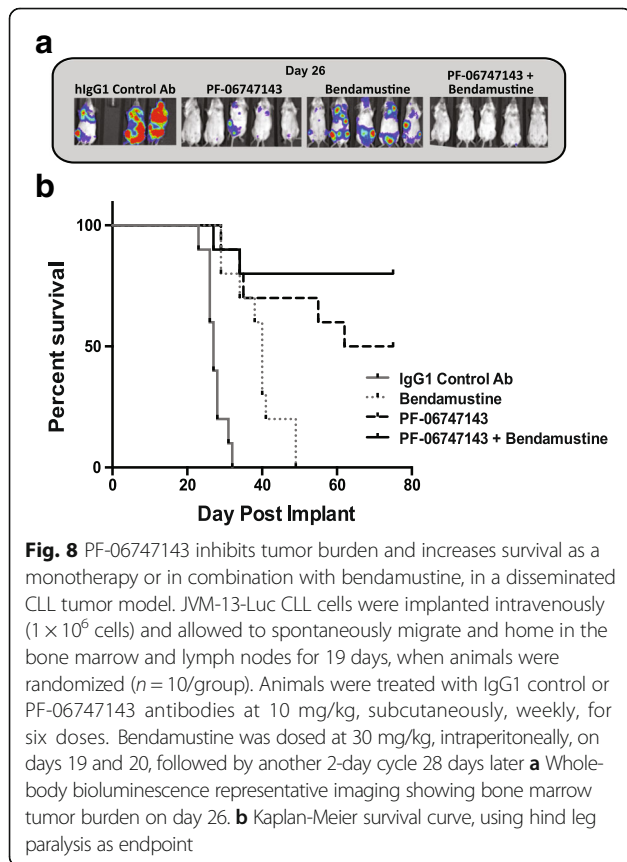 a
Day 26
hIgG1 Control Ab PF-06747143 Bendamustine PF-06747143 + Bendamustine
b
Percent survival
100
50
0
0 20 40 60 80
Day Post Implant
IgG1 Control Ab
Bendamustine
PF-06747143
PF-06747143 + Bendamustine
Fig. 8 PF-06747143 inhibits tumor burden and increases survival as a
monotherapy or in combination with bendamustine, in a disseminated
CLL tumor model. JVM-13-Luc CLL cells were implanted intravenously
(1 × 10⁶ cells) and allowed to spontaneously migrate and home in the
bone marrow and lymph nodes for 19 days, when animals were
randomized (n = 10/group). Animals were treated with IgG1 control or
PF-06747143 antibodies at 10 mg/kg, subcutaneously, weekly, for
six doses. Bendamustine was dosed at 30 mg/kg, intraperitoneally, on
days 19 and 20, followed by another 2-day cycle 28 days later a Whole-
body bioluminescence representative imaging showing bone marrow
tumor burden on day 26. b Kaplan-Meier survival curve, using hind leg
paralysis as endpoint